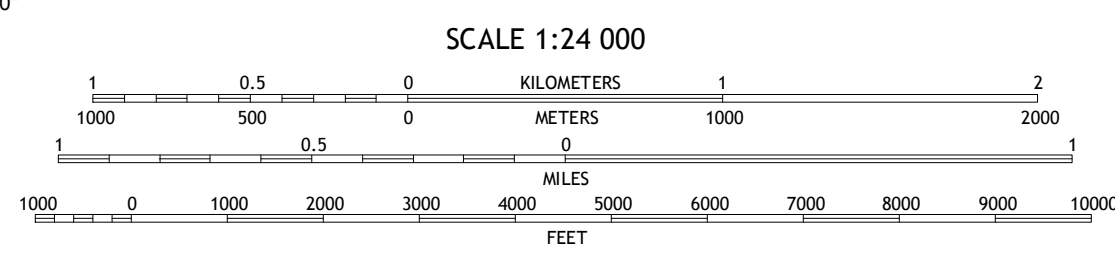 0"
SCALE 1:24 000
1 0.5 0 KILOMETERS 1 2
1000 500 0 METERS 1000 2000
1 0.5 0 1
MILES
1000 0 1000 2000 3000 4000 5000 6000 7000 8000 9000 10000
FEET